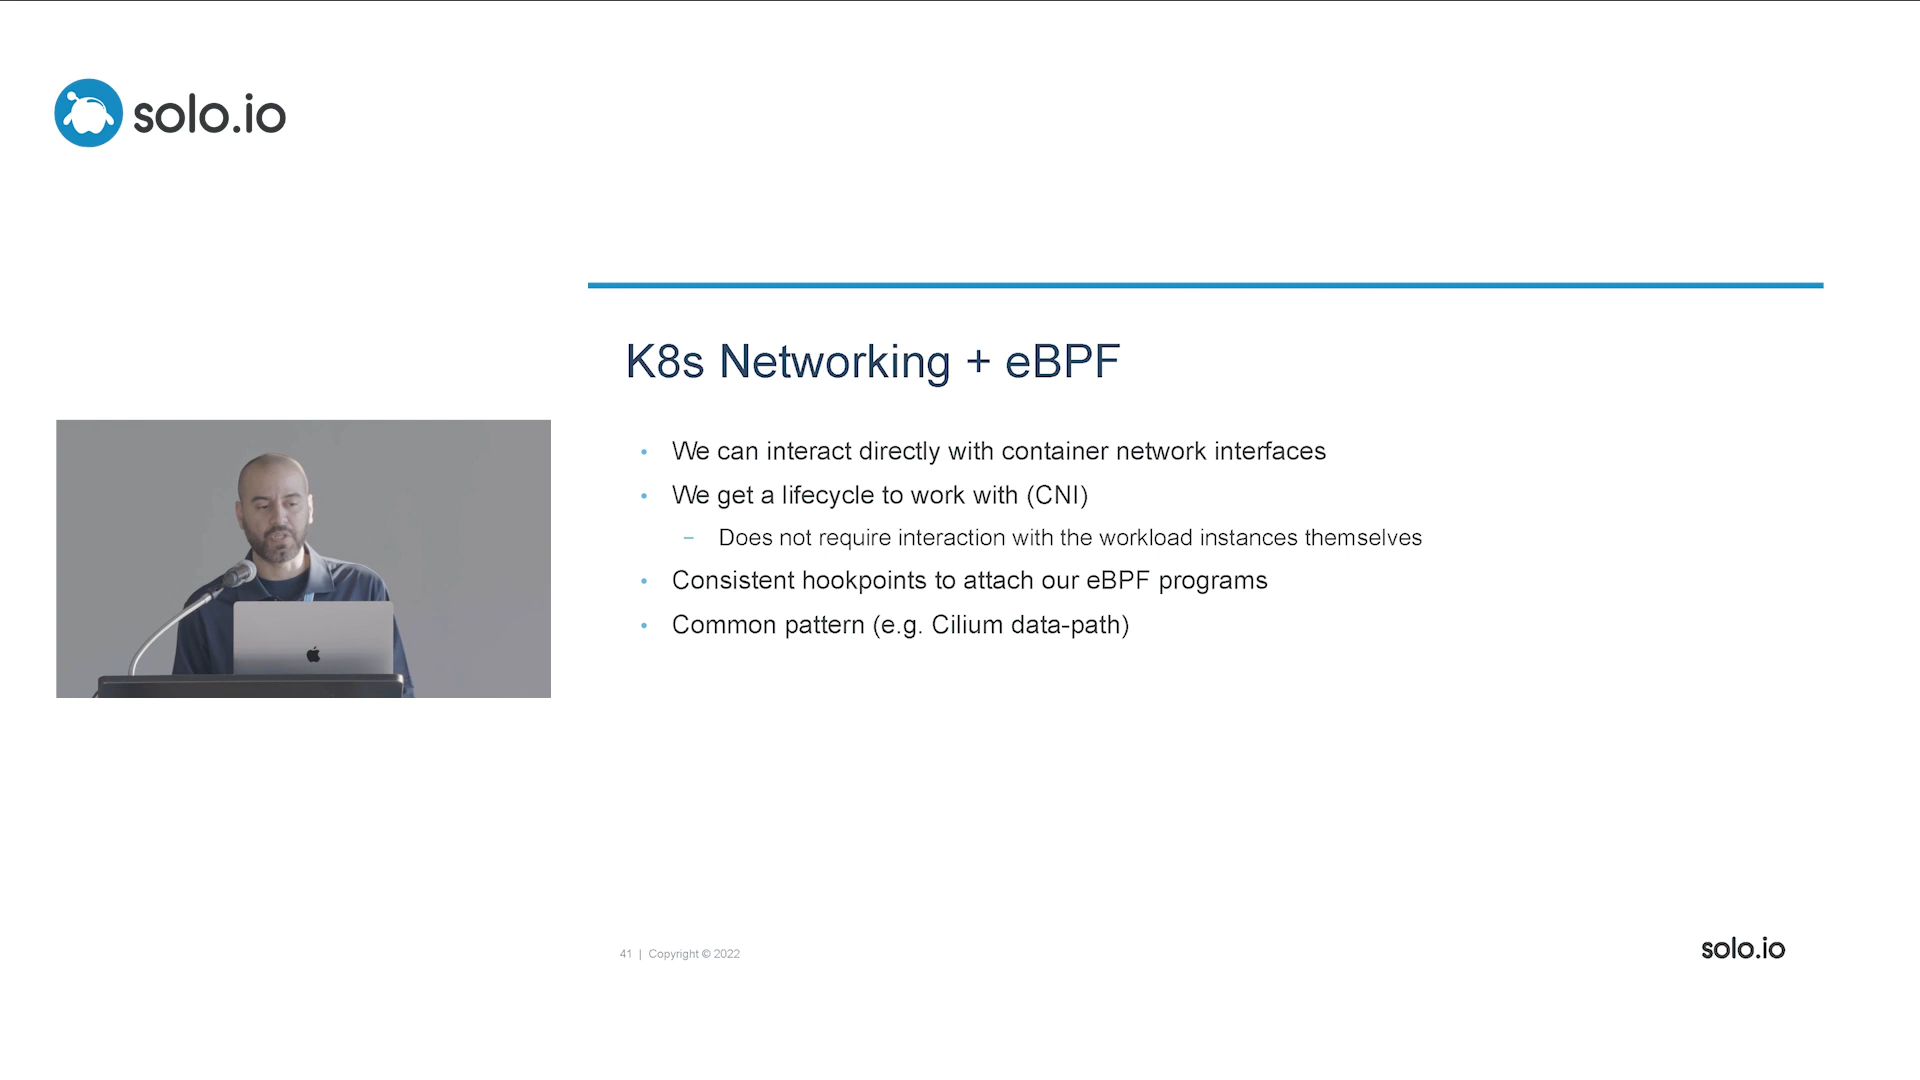 solo.io
K8s Networking + eBPF
• We can interact directly with container network interfaces
• We get a lifecycle to work with (CNI)
– Does not require interaction with the workload instances themselves
• Consistent hookpoints to attach our eBPF programs
• Common pattern (e.g. Cilium data-path)
41 | Copyright © 2022
solo.io